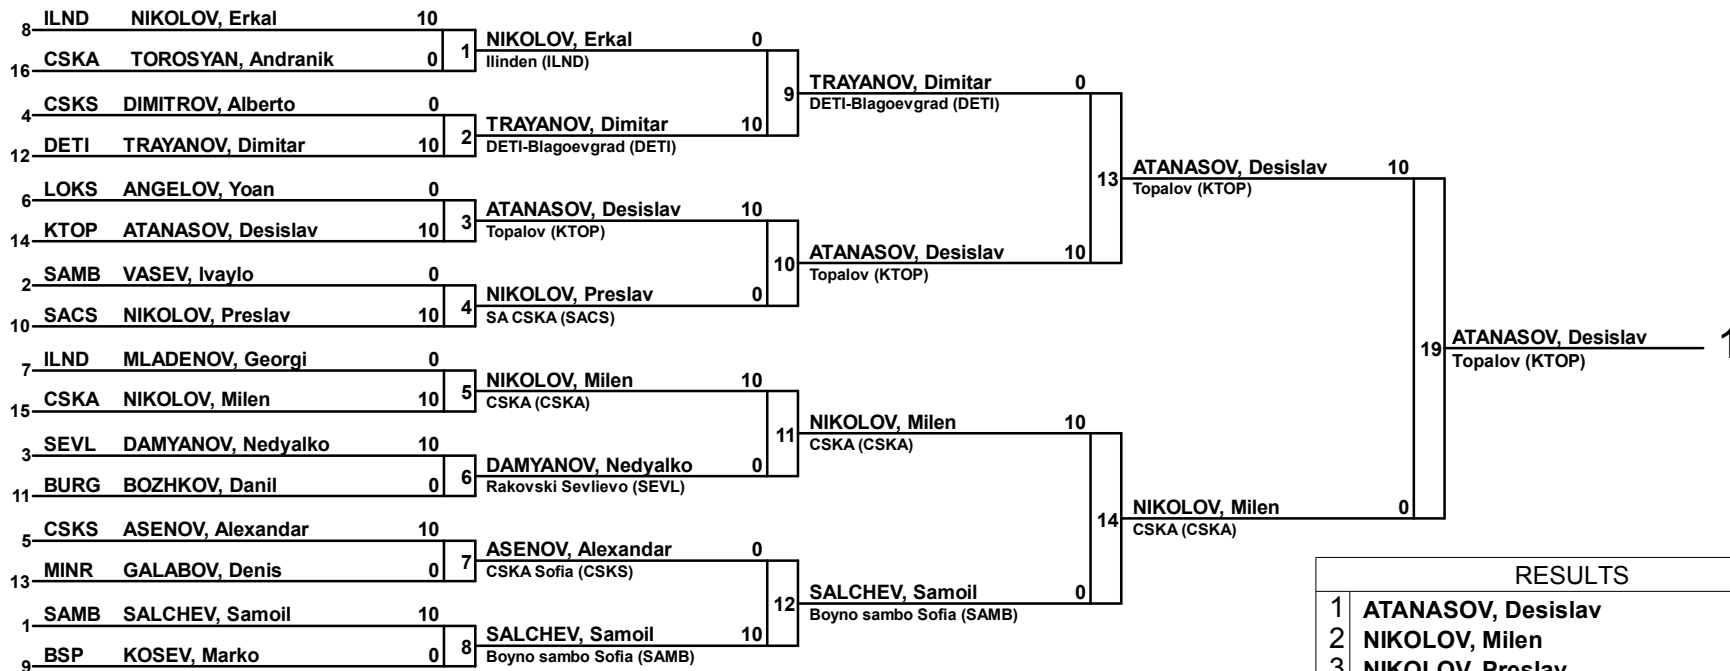 8 ILND NIKOLOV, Erkal 10
16 CSKA TOROSYAN, Andranik 0
1
4 CSKS DIMITROV, Alberto 0
12 DETI TRAYANOV, Dimitar 10
2
6 LOKS ANGELOV, Yoan 0
14 KTOP ATANASOV, Desislav 10
3
2 SAMB VASEV, Ivaylo 0
10 SACS NIKOLOV, Preslav 10
4
7 ILND MLADENOV, Georgi 0
15 CSKA NIKOLOV, Milen 10
5
3 SEVL DAMYANOV, Nedyalko 10
11 BURG BOZHKOV, Danil 0
6
5 CSKS ASENOV, Alexandar 10
13 MINR GALABOV, Denis 0
7
1 SAMB SALCHEV, Samoil 10
9 BSP KOSEV, Marko 0
8
NIKOLOV, Erkal 0
Ilinden (ILND)
TRAYANOV, Dimitar 10
DETI-Blagoevgrad (DETI)
9
ATANASOV, Desislav 10
Topalov (KTOP)
NIKOLOV, Preslav 0
SA CSKA (SACS)
10
NIKOLOV, Milen 10
CSKA (CSKA)
DAMYANOV, Nedyalko 0
Rakovski Sevlievo (SEVL)
11
ASENOV, Alexandar 0
CSKA Sofia (CSKS)
SALCHEV, Samoil 10
Boyno sambo Sofia (SAMB)
12
TRAYANOV, Dimitar 0
DETI-Blagoevgrad (DETI)
ATANASOV, Desislav 10
Topalov (KTOP)
13
NIKOLOV, Milen 10
CSKA (CSKA)
SALCHEV, Samoil 0
Boyno sambo Sofia (SAMB)
14
ATANASOV, Desislav 10
Topalov (KTOP)
NIKOLOV, Milen 0
CSKA (CSKA)
19
ATANASOV, Desislav
Topalov (KTOP)
1
RESULTS
1 ATANASOV, Desislav
2 NIKOLOV, Milen
3 NIKOLOV, Preslav